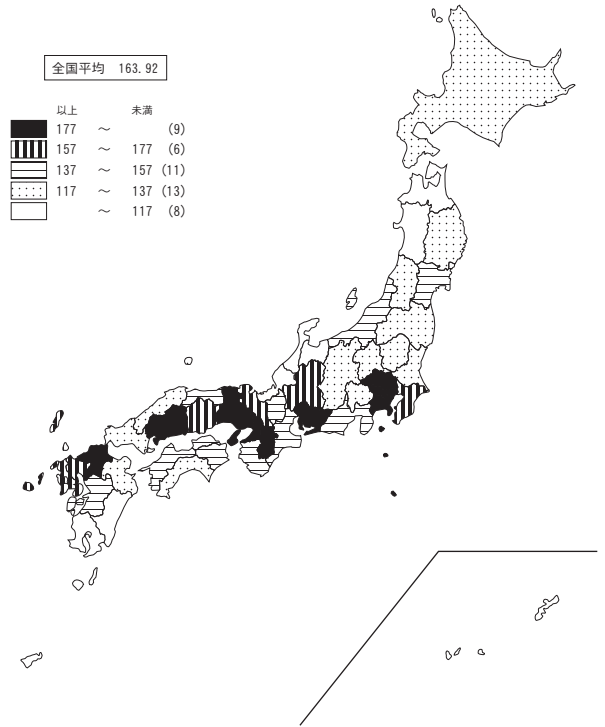 全国平均 163.92
以上 未満
177 ～ (9)
157 ～ 177 (6)
137 ～ 157 (11)
117 ～ 137 (13)
～ 117 (8)